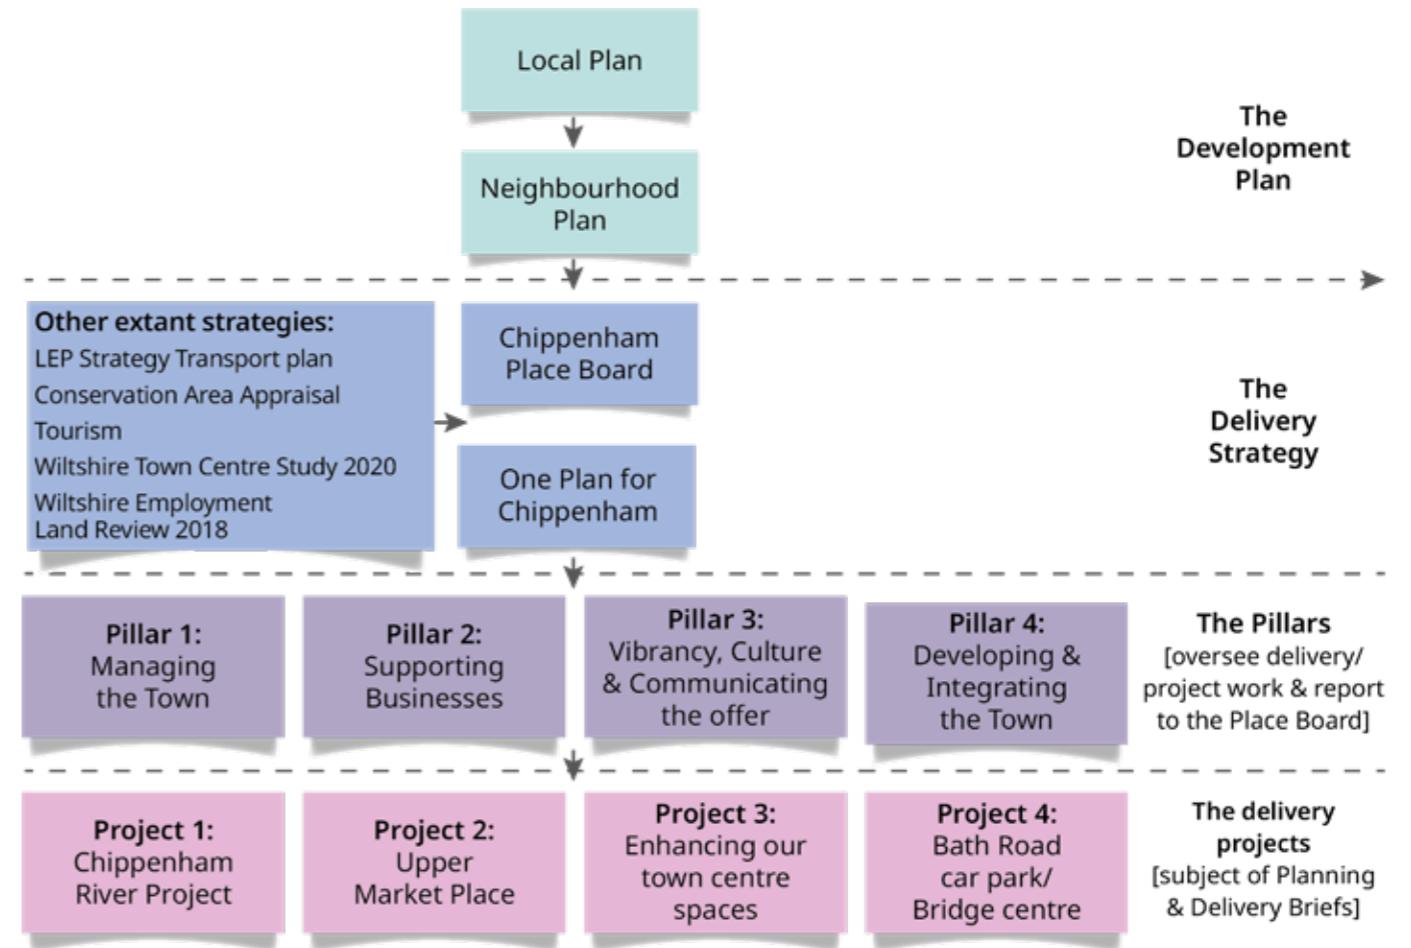 Local Plan
Neighbourhood
Plan
The
Development
Plan
Other extant strategies:
LEP Strategy Transport plan
Conservation Area Appraisal
Tourism
Wiltshire Town Centre Study 2020
Wiltshire Employment
Land Review 2018
Chippenham
Place Board
One Plan for
Chippenham
The
Delivery
Strategy
Pillar 1:
Managing
the Town
Pillar 2:
Supporting
Businesses
Pillar 3:
Vibrancy, Culture
& Communicating
the offer
Pillar 4:
Developing &
Integrating
the Town
The Pillars
[oversee delivery/
project work & report
to the Place Board]
Project 1:
Chippenham
River Project
Project 2:
Upper
Market Place
Project 3:
Enhancing our
town centre
spaces
Project 4:
Bath Road
car park/
Bridge centre
The delivery
projects
[subject of Planning
& Delivery Briefs]